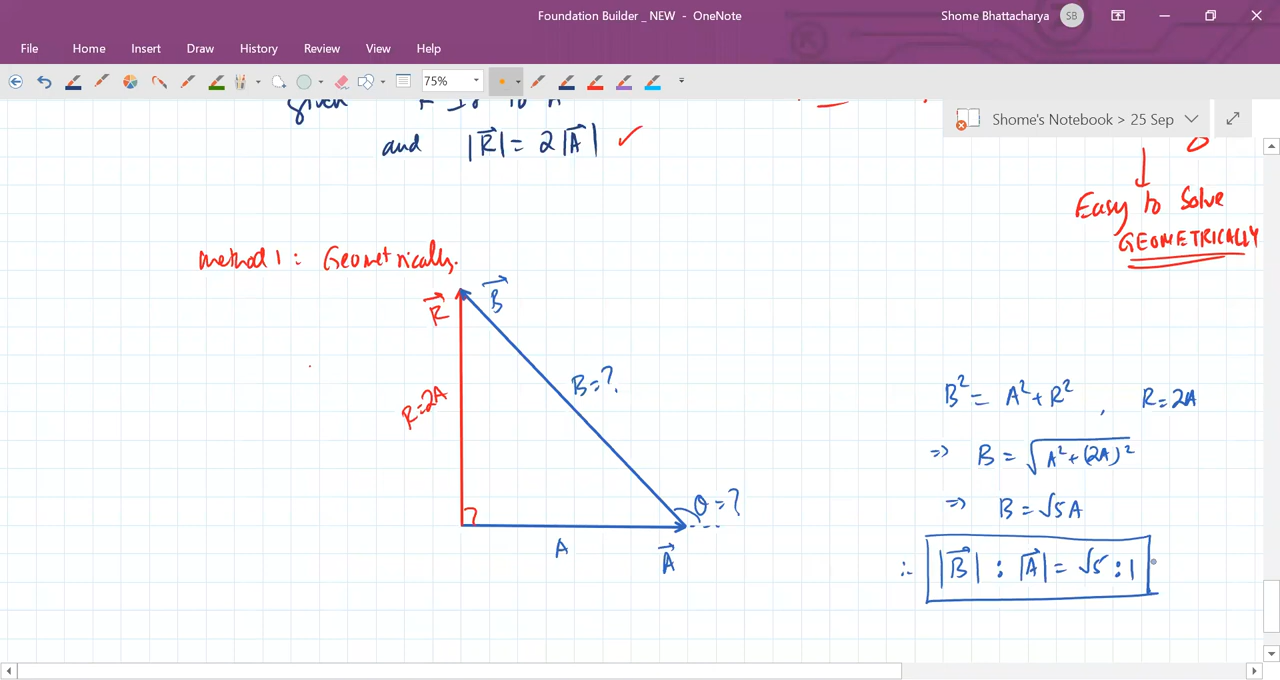 Foundation Builder _ NEW - OneNote
Shome Bhattacharya SB
File Home Insert Draw History Review View Help
75%
Shome's Notebook > 25 Sep
given
and |R⃗| = 2|A⃗| ✓
Easy to Solve
GEOMETRICALLY
method 1 : Geometrically.
R⃗
B⃗
R=2A
B=?
θ=?
A
A⃗
B² = A² + R² , R=2A
⇒ B = √(A²+(2A)²)
⇒ B = √5A
∴ |B⃗| : |A⃗| = √5 : 1